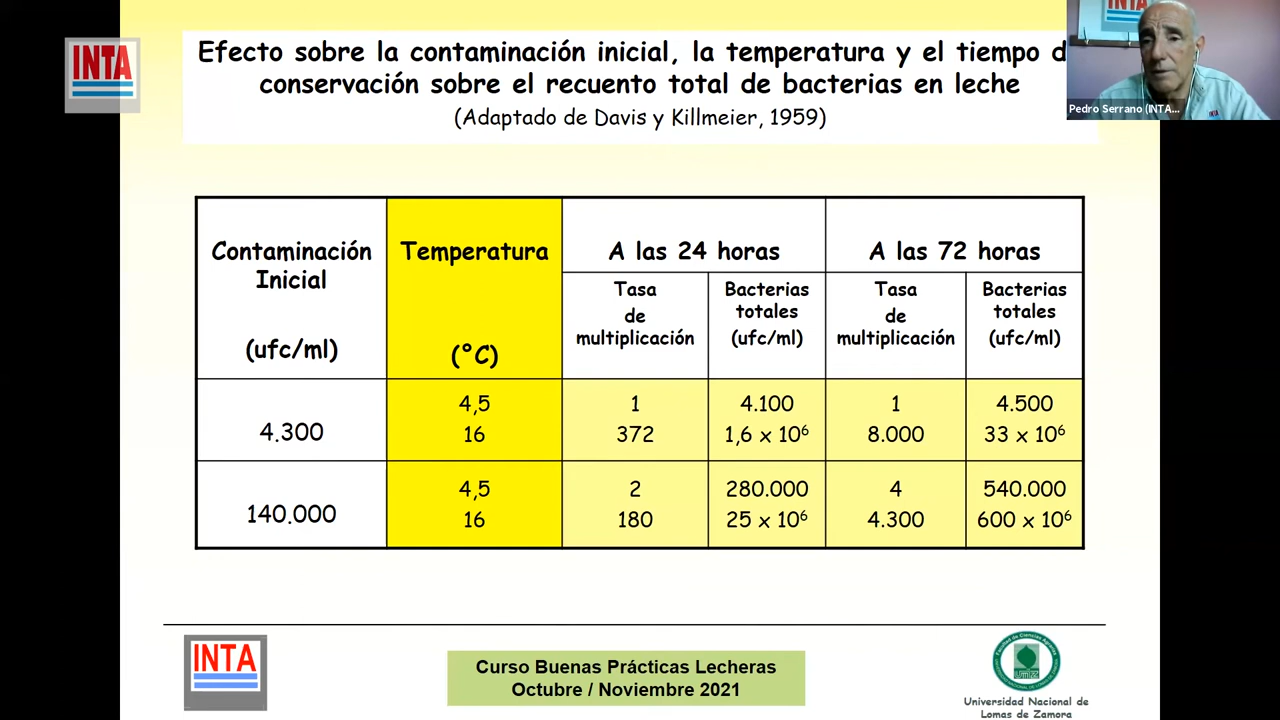 INTA
Efecto sobre la contaminación inicial, la temperatura y el tiempo d
conservación sobre el recuento total de bacterias en leche
(Adaptado de Davis y Killmeier, 1959)
INTA
Pedro Serrano (INTA...
Contaminación
Inicial
(ufc/ml)
Temperatura
(°C)
A las 24 horas
A las 72 horas
Tasa
de
multiplicación
Bacterias
totales
(ufc/ml)
Tasa
de
multiplicación
Bacterias
totales
(ufc/ml)
4.300
4,5 1 4.100 1 4.500
16 372 1,6 x 10⁶ 8.000 33 x 10⁶
140.000
4,5 2 280.000 4 540.000
16 180 25 x 10⁶ 4.300 600 x 10⁶
INTA
Curso Buenas Prácticas Lecheras
Octubre / Noviembre 2021
Universidad Nacional de
Lomas de Zamora